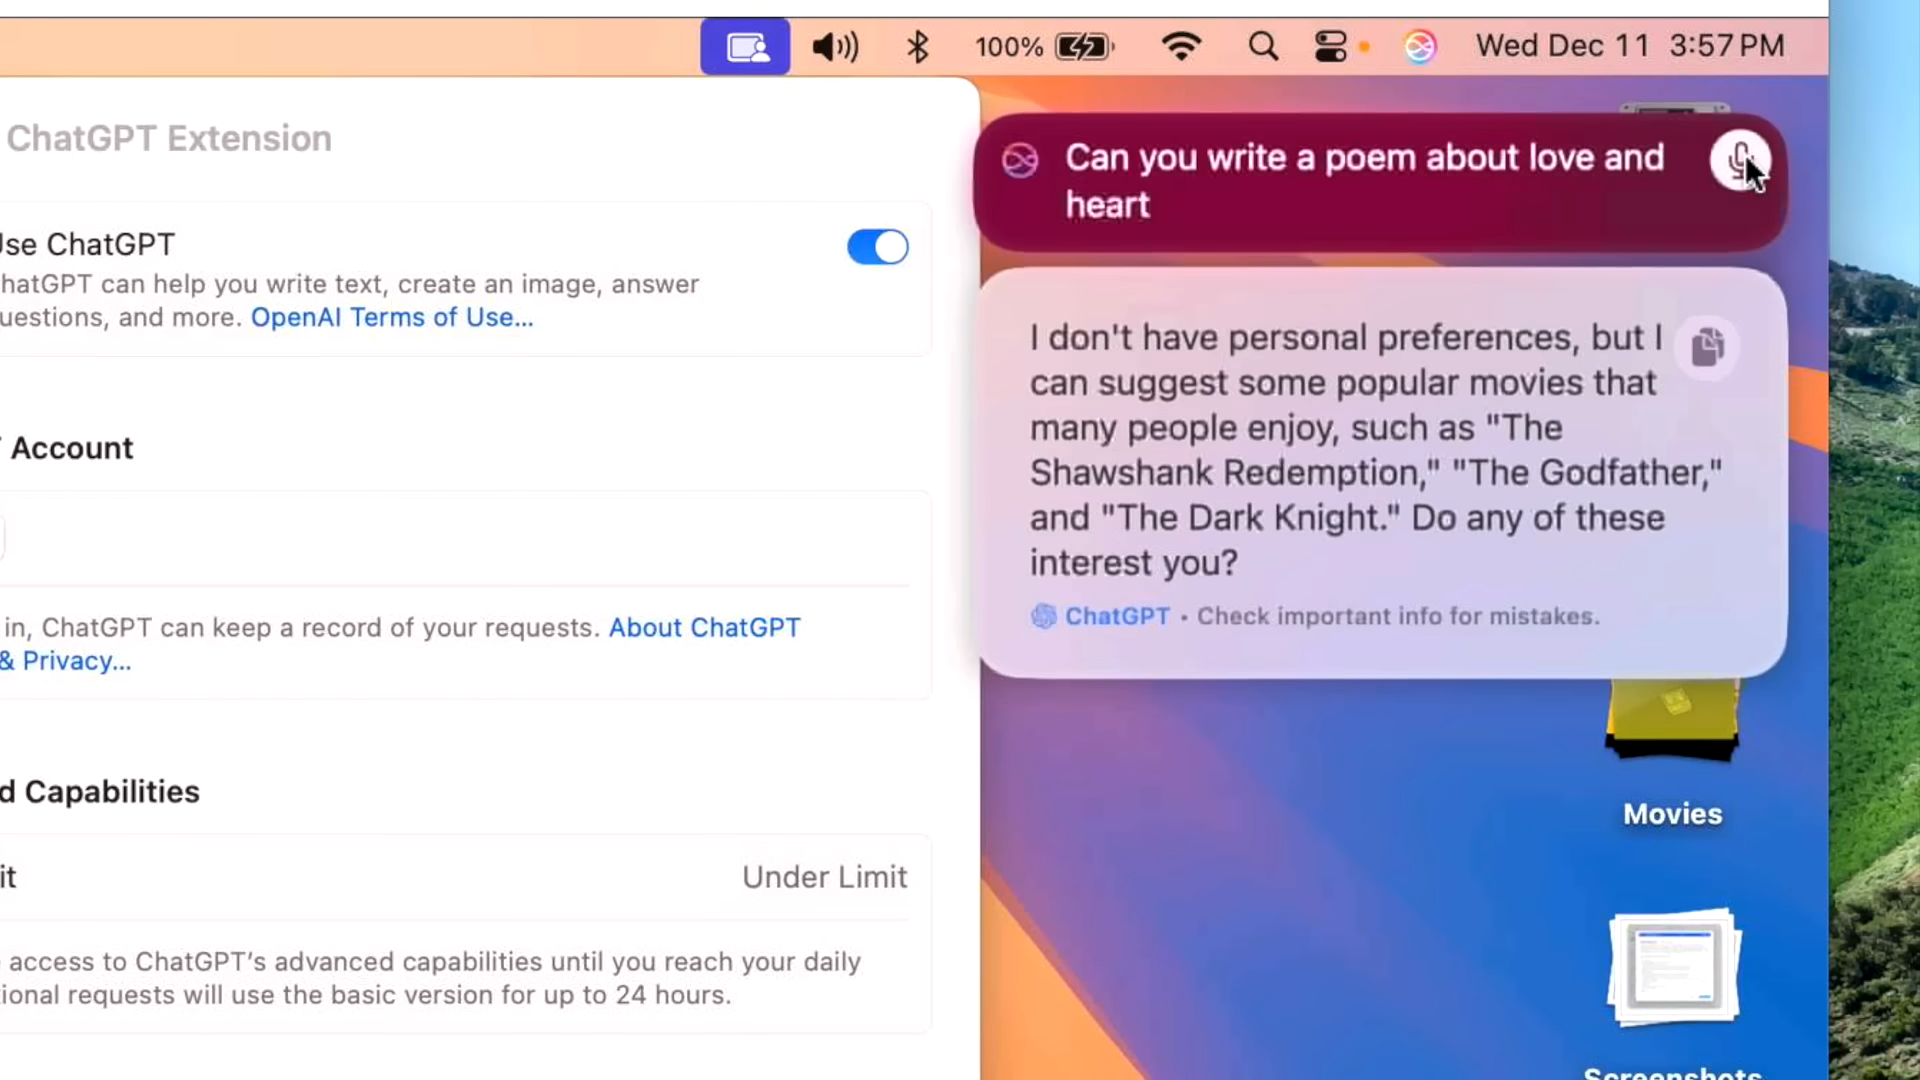 100%
Wed Dec 11 3:57 PM
ChatGPT Extension
Use ChatGPT
hatGPT can help you write text, create an image, answer
uestions, and more. OpenAI Terms of Use...
Account
in, ChatGPT can keep a record of your requests. About ChatGPT
& Privacy...
d Capabilities
it
Under Limit
access to ChatGPT's advanced capabilities until you reach your daily
ional requests will use the basic version for up to 24 hours.
Can you write a poem about love and
heart
I don't have personal preferences, but I
can suggest some popular movies that
many people enjoy, such as "The
Shawshank Redemption," "The Godfather,"
and "The Dark Knight." Do any of these
interest you?
ChatGPT • Check important info for mistakes.
Movies
Screenshots